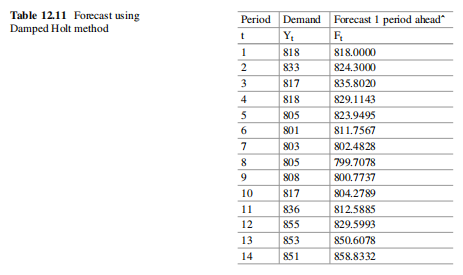 Table 12.11 Forecast using
Damped Holt method
Period Demand Forecast 1 period ahead^
t Yt Ft
1 818 818.0000
2 833 824.3000
3 817 835.8020
4 818 829.1143
5 805 823.9495
6 801 811.7567
7 803 802.4828
8 805 799.7078
9 808 800.7737
10 817 804.2789
11 836 812.5885
12 855 829.5993
13 853 850.6078
14 851 858.8332